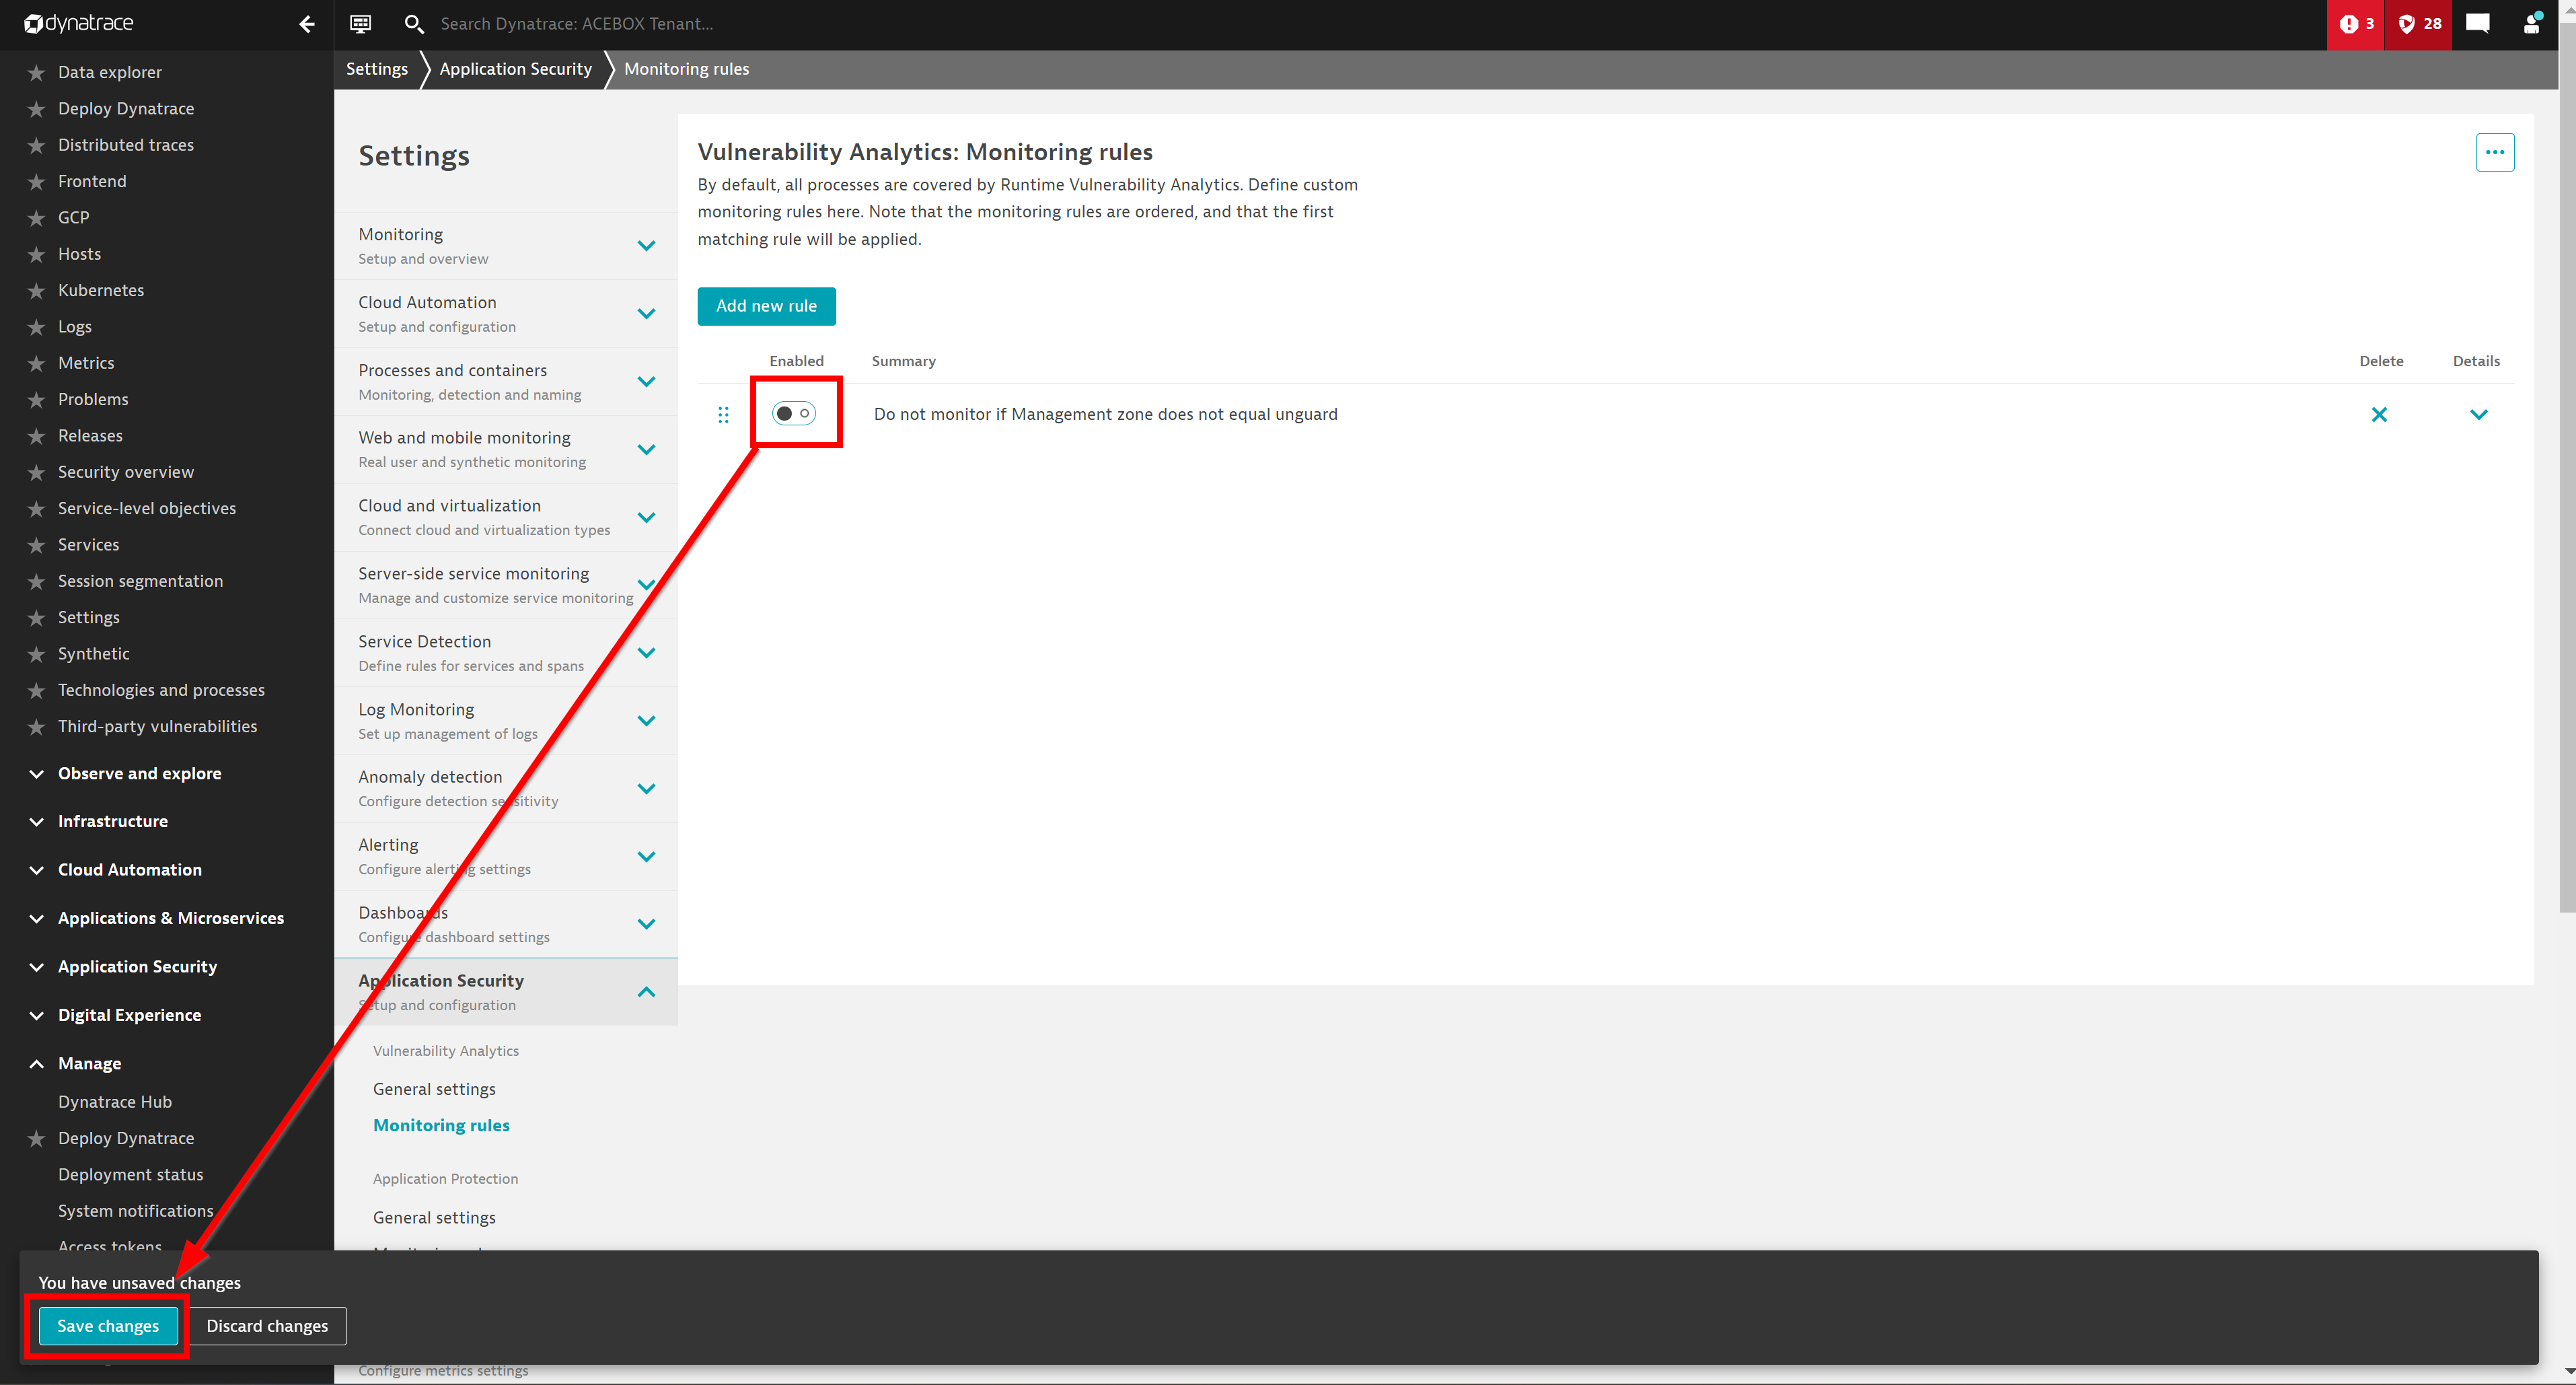 dynatrace
Search Dynatrace: ACEBOX Tenant...
3
28
Data explorer
Deploy Dynatrace
Distributed traces
Frontend
GCP
Hosts
Kubernetes
Logs
Metrics
Problems
Releases
Security overview
Service-level objectives
Services
Session segmentation
Settings
Synthetic
Technologies and processes
Third-party vulnerabilities
Observe and explore
Infrastructure
Cloud Automation
Applications & Microservices
Application Security
Digital Experience
Manage
Dynatrace Hub
Deploy Dynatrace
Deployment status
System notifications
Access tokens
Settings
Application Security
Monitoring rules
Settings
Monitoring
Setup and overview
Cloud Automation
Setup and configuration
Processes and containers
Monitoring, detection and naming
Web and mobile monitoring
Real user and synthetic monitoring
Cloud and virtualization
Connect cloud and virtualization types
Server-side service monitoring
Manage and customize service monitoring
Service Detection
Define rules for services and spans
Log Monitoring
Set up management of logs
Anomaly detection
Configure detection sensitivity
Alerting
Configure alerting settings
Dashboards
Configure dashboard settings
Application Security
Setup and configuration
Vulnerability Analytics
General settings
Monitoring rules
Application Protection
General settings
Configure metrics settings
Vulnerability Analytics: Monitoring rules
By default, all processes are covered by Runtime Vulnerability Analytics. Define custom
monitoring rules here. Note that the monitoring rules are ordered, and that the first
matching rule will be applied.
Add new rule
Enabled
Summary
Delete
Details
Do not monitor if Management zone does not equal unguard
You have unsaved changes
Save changes
Discard changes